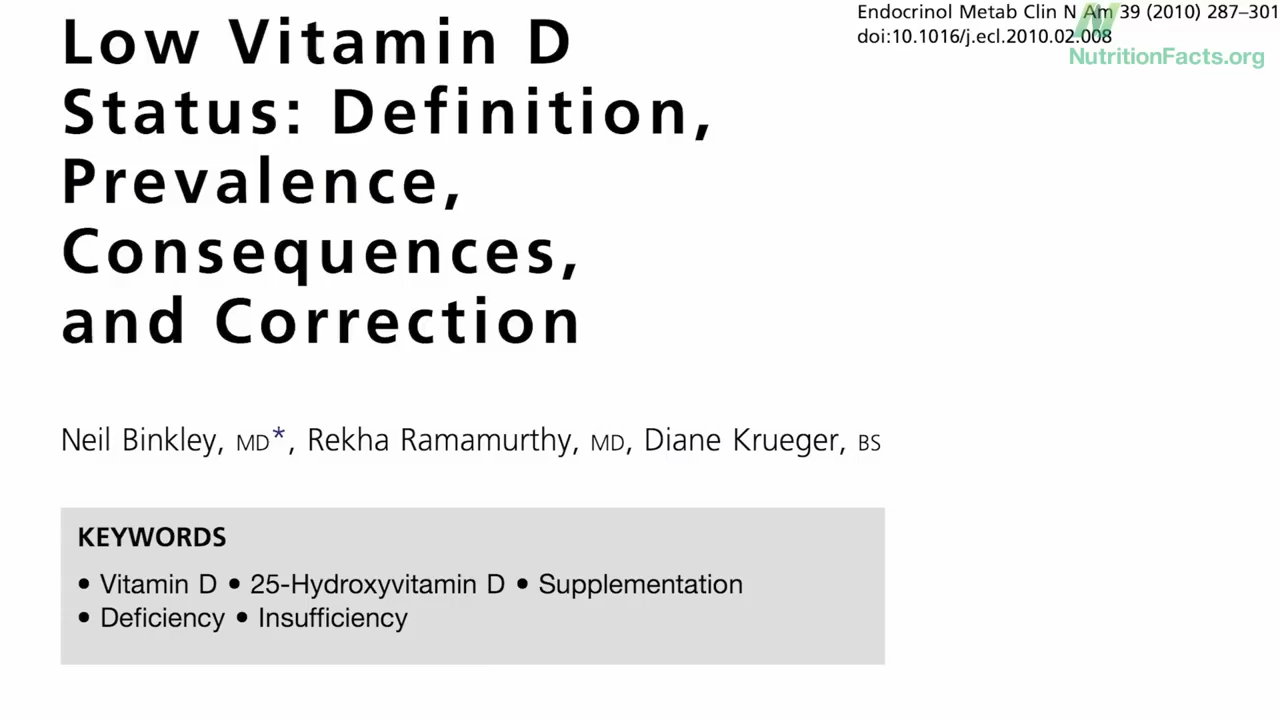 Low Vitamin D
Status: Definition,
Prevalence,
Consequences,
and Correction
Endocrinol Metab Clin N Am 39 (2010) 287–301
doi:10.1016/j.ecl.2010.02.008
NutritionFacts.org
Neil Binkley, MD*, Rekha Ramamurthy, MD, Diane Krueger, BS
KEYWORDS
• Vitamin D • 25-Hydroxyvitamin D • Supplementation
• Deficiency • Insufficiency